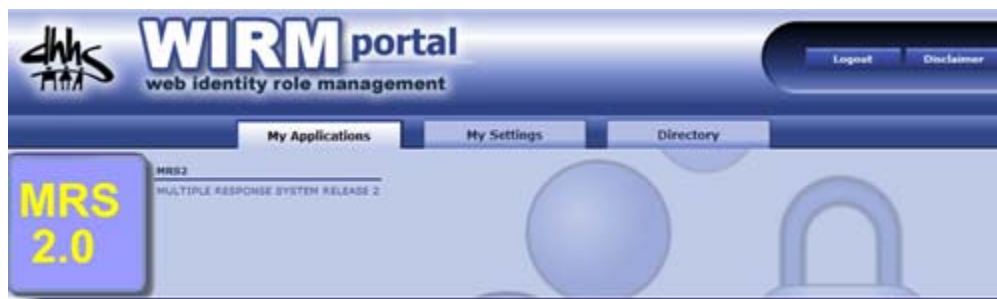 dhhs
WIRM portal
web identity role management
Logout Disclaimer
My Applications My Settings Directory
MRS
2.0
MRS2
MULTIPLE RESPONSE SYSTEM RELEASE 2